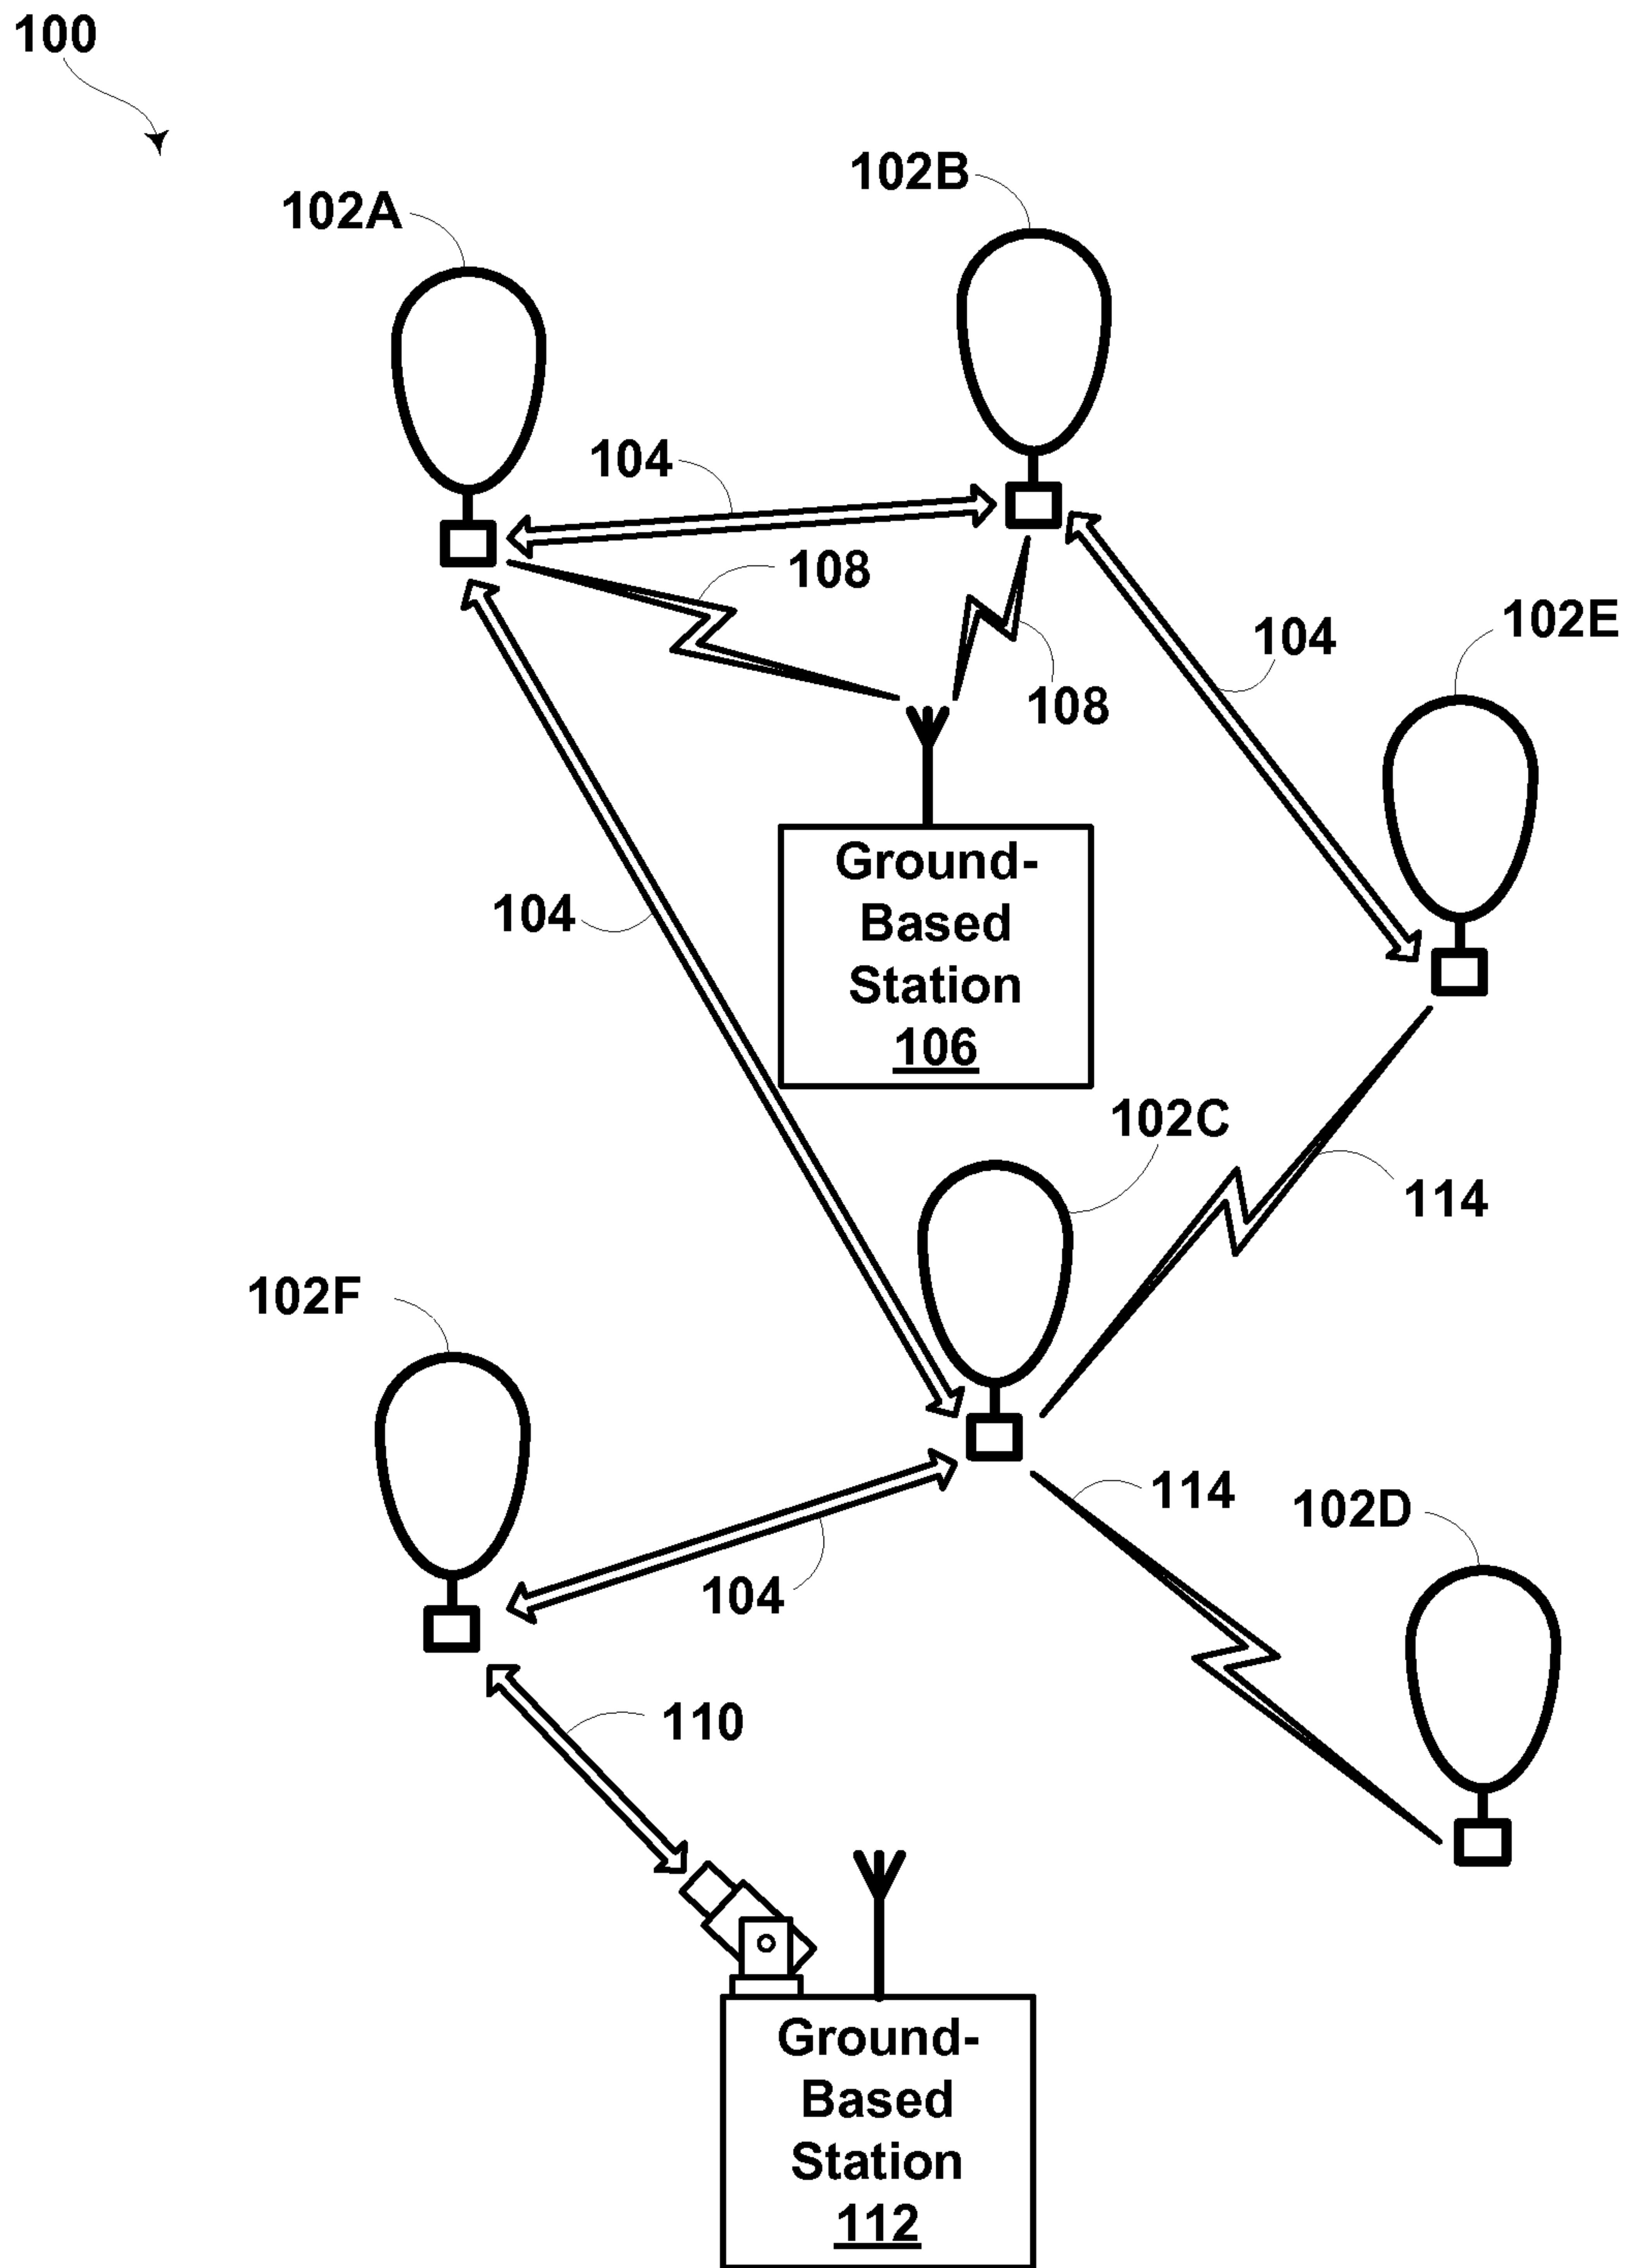 100
102B
102A
104
108
102E
104
108
Ground-
Based
Station
106
104
102C
114
102F
114
102D
104
110
Ground-
Based
Station
112